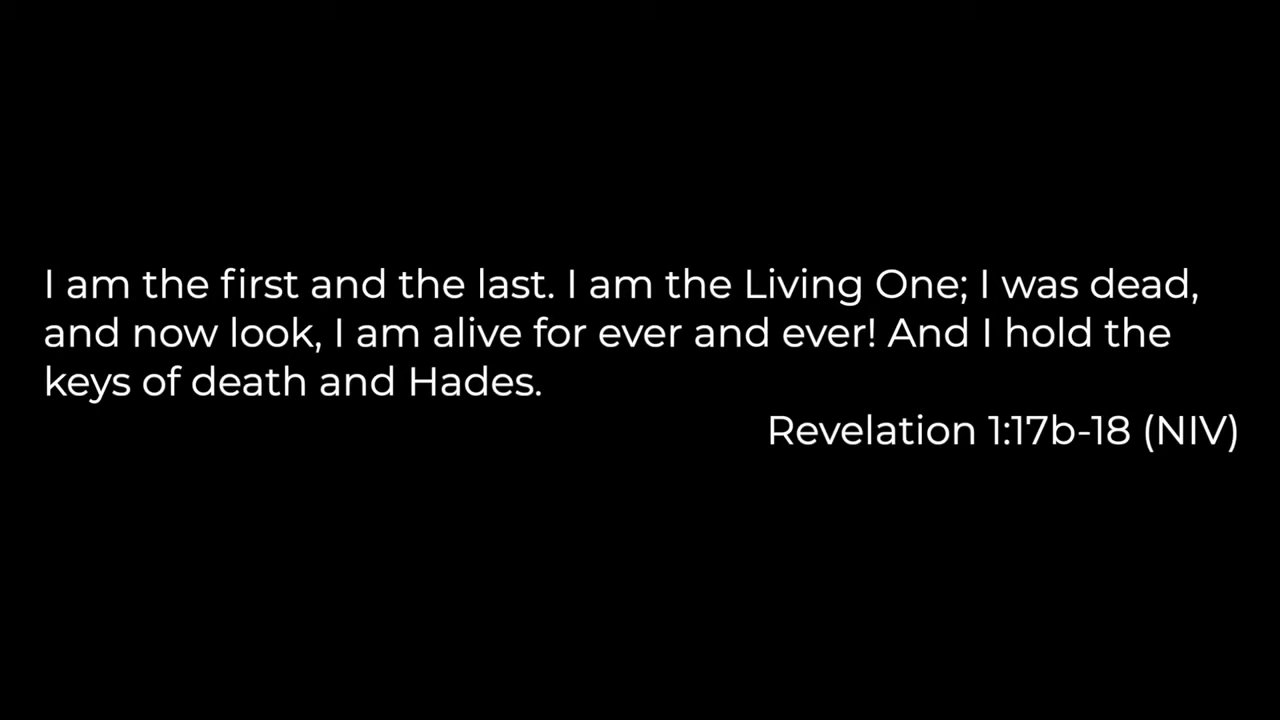 I am the first and the last. I am the Living One; I was dead,
and now look, I am alive for ever and ever! And I hold the
keys of death and Hades.
Revelation 1:17b-18 (NIV)